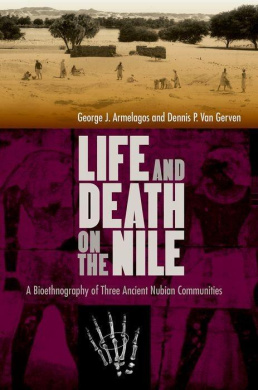 George J. Armelagos and Dennis P. Van Gerven
LIFE AND
DEATH
ON THE
NILE
A Bioethnography of Three Ancient Nubian Communities